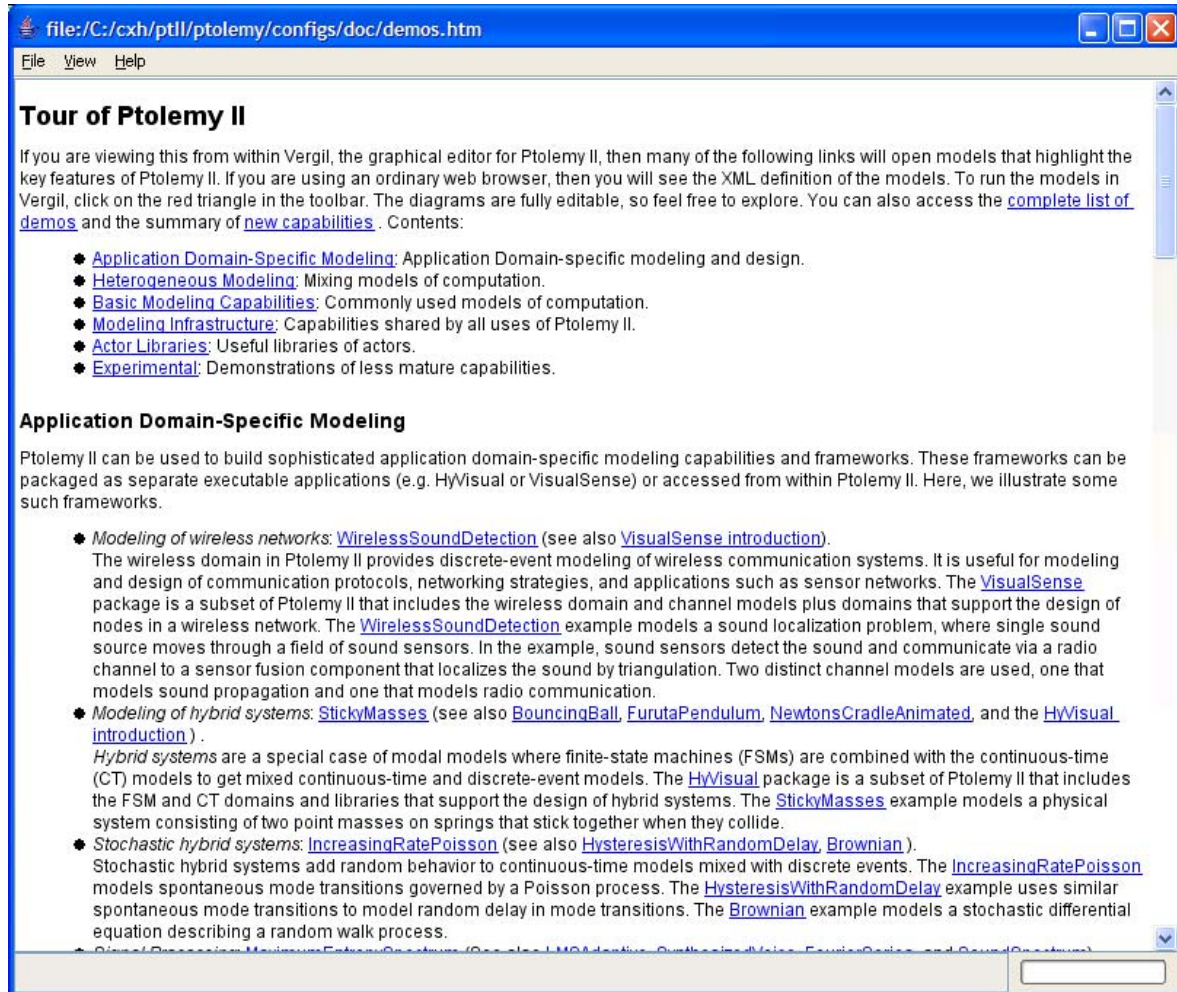 file:/C:/cxh/ptII/ptolemy/configs/doc/demos.htm
File View Help
Tour of Ptolemy II
If you are viewing this from within Vergil, the graphical editor for Ptolemy II, then many of the following links will open models that highlight the
key features of Ptolemy II. If you are using an ordinary web browser, then you will see the XML definition of the models. To run the models in
Vergil, click on the red triangle in the toolbar. The diagrams are fully editable, so feel free to explore. You can also access the complete list of
demos and the summary of new capabilities . Contents:
Application Domain-Specific Modeling: Application Domain-specific modeling and design.
Heterogeneous Modeling: Mixing models of computation.
Basic Modeling Capabilities: Commonly used models of computation.
Modeling Infrastructure: Capabilities shared by all uses of Ptolemy II.
Actor Libraries: Useful libraries of actors.
Experimental: Demonstrations of less mature capabilities.
Application Domain-Specific Modeling
Ptolemy II can be used to build sophisticated application domain-specific modeling capabilities and frameworks. These frameworks can be
packaged as separate executable applications (e.g. HyVisual or VisualSense) or accessed from within Ptolemy II. Here, we illustrate some
such frameworks.
Modeling of wireless networks: WirelessSoundDetection (see also VisualSense introduction).
The wireless domain in Ptolemy II provides discrete-event modeling of wireless communication systems. It is useful for modeling
and design of communication protocols, networking strategies, and applications such as sensor networks. The VisualSense
package is a subset of Ptolemy II that includes the wireless domain and channel models plus domains that support the design of
nodes in a wireless network. The WirelessSoundDetection example models a sound localization problem, where single sound
source moves through a field of sound sensors. In the example, sound sensors detect the sound and communicate via a radio
channel to a sensor fusion component that localizes the sound by triangulation. Two distinct channel models are used, one that
models sound propagation and one that models radio communication.
Modeling of hybrid systems: StickyMasses (see also BouncingBall, FurutaPendulum, NewtonsCradleAnimated, and the HyVisual
introduction ) .
Hybrid systems are a special case of modal models where finite-state machines (FSMs) are combined with the continuous-time
(CT) models to get mixed continuous-time and discrete-event models. The HyVisual package is a subset of Ptolemy II that includes
the FSM and CT domains and libraries that support the design of hybrid systems. The StickyMasses example models a physical
system consisting of two point masses on springs that stick together when they collide.
Stochastic hybrid systems: IncreasingRatePoisson (see also HysteresisWithRandomDelay, Brownian ).
Stochastic hybrid systems add random behavior to continuous-time models mixed with discrete events. The IncreasingRatePoisson
models spontaneous mode transitions governed by a Poisson process. The HysteresisWithRandomDelay example uses similar
spontaneous mode transitions to model random delay in mode transitions. The Brownian example models a stochastic differential
equation describing a random walk process.
Signal Processing: MaximumEntropySpectrum (See also LMSAdaptive, SynthesizedVoice, FourierSeries, and SoundSpectrum)